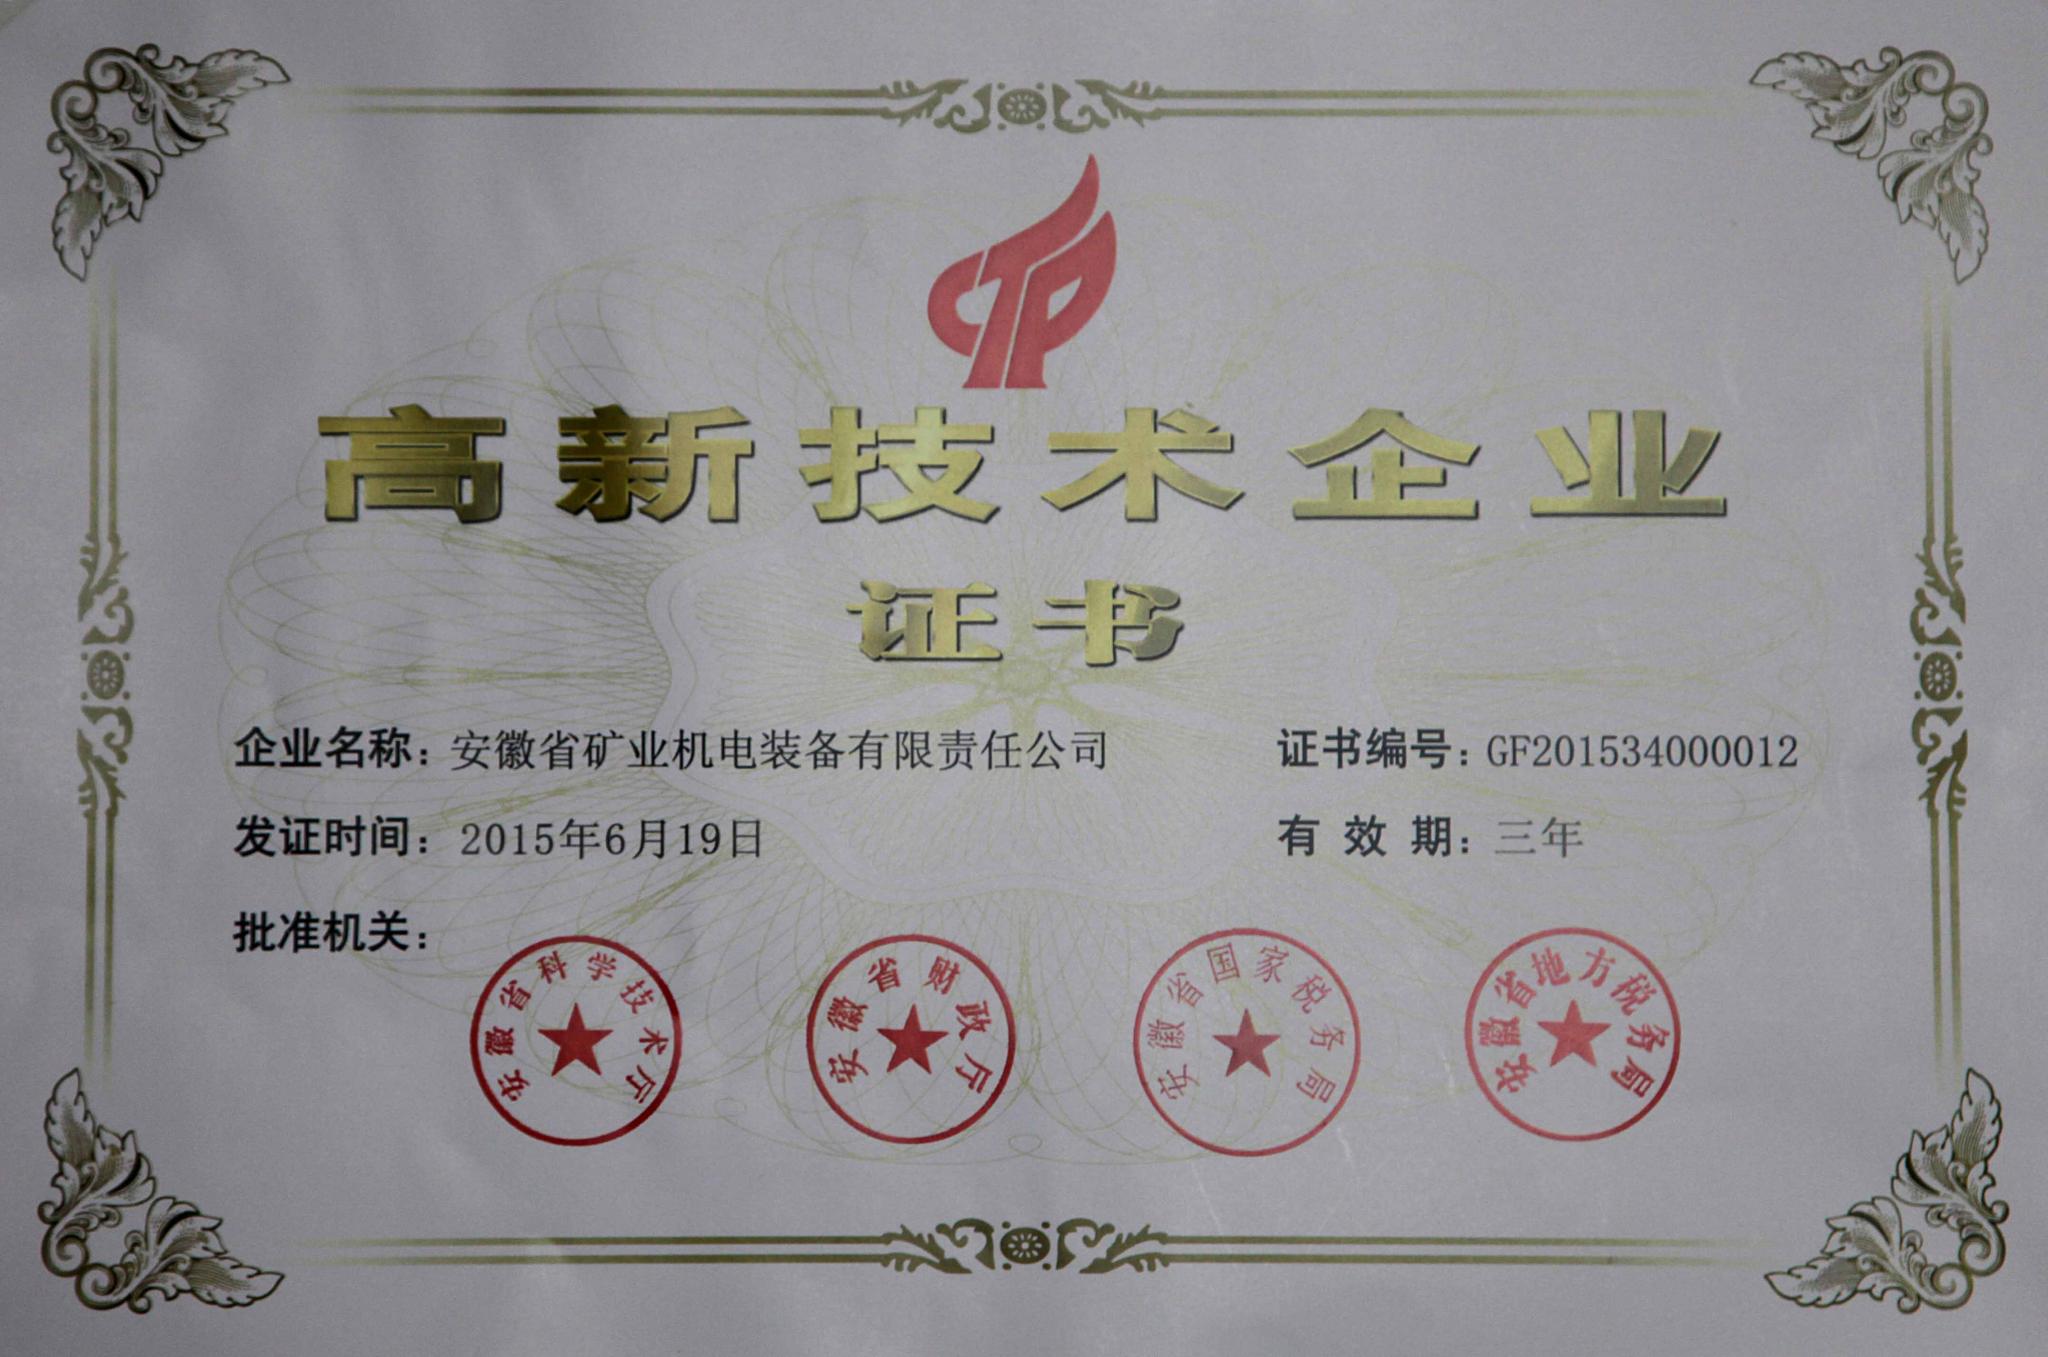 CTP
高新技术企业
证书
企业名称：安徽省矿业机电装备有限责任公司 证书编号：GF201534000012
发证时间：2015年6月19日 有效期：三年
批准机关：
安徽省科学技术厅
安徽省财政厅
安徽省国家税务局
安徽省地方税务局